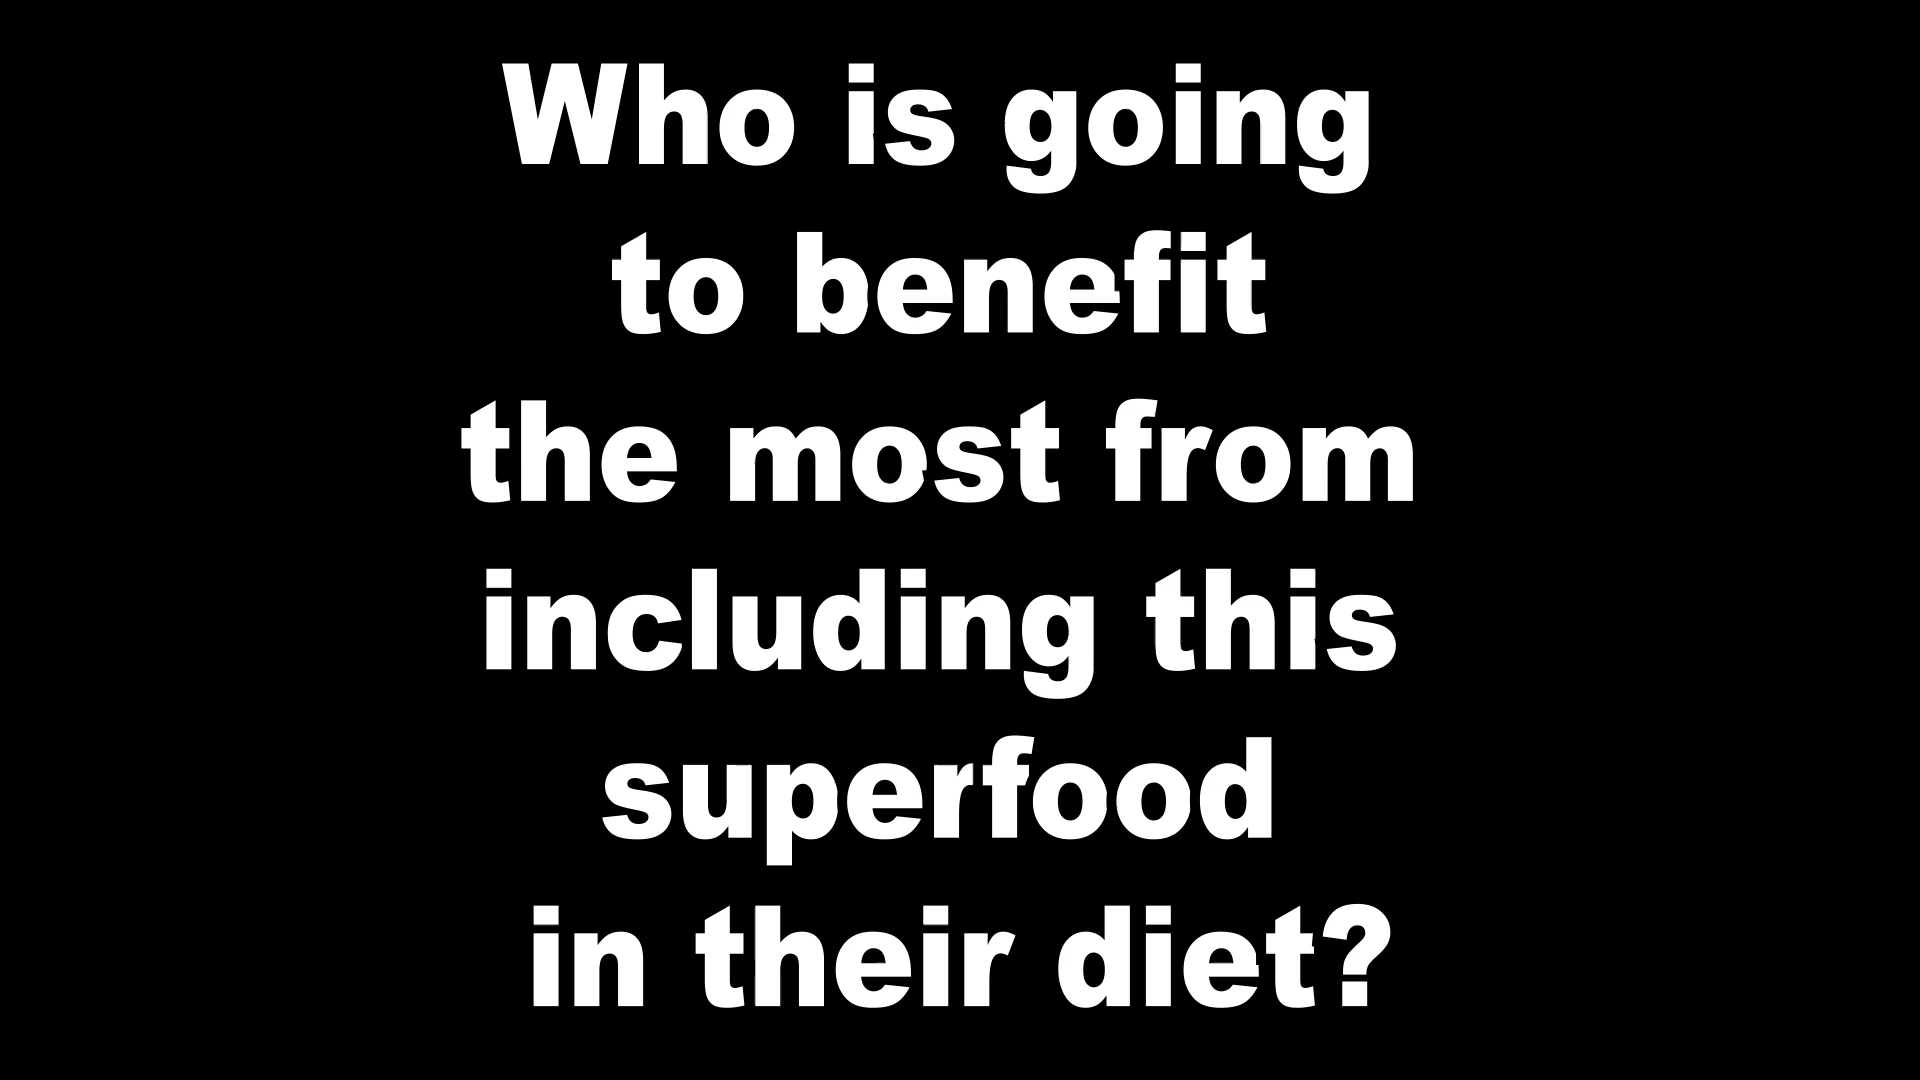 Who is going
to benefit
the most from
including this
superfood
in their diet?